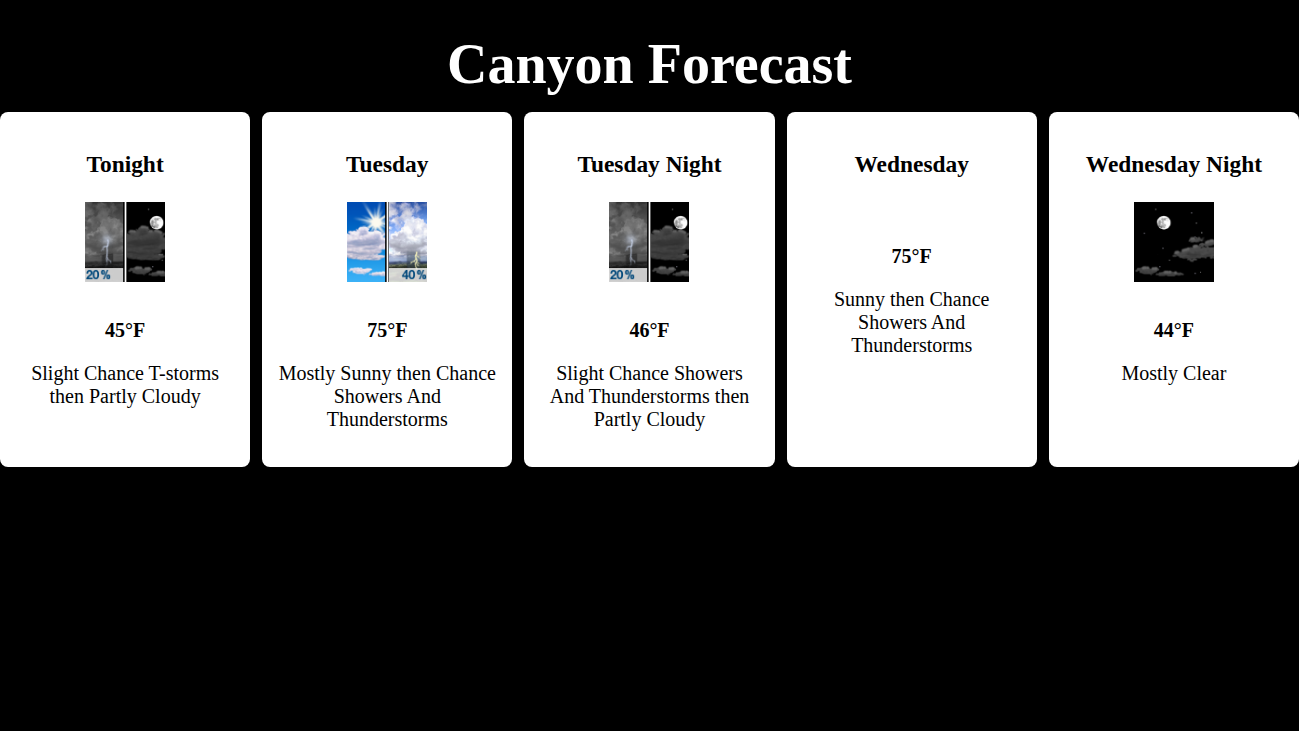 Canyon Forecast
Tonight
20%
45°F
Slight Chance T-storms
then Partly Cloudy
Tuesday
40%
75°F
Mostly Sunny then Chance
Showers And
Thunderstorms
Tuesday Night
20%
46°F
Slight Chance Showers
And Thunderstorms then
Partly Cloudy
Wednesday
75°F
Sunny then Chance
Showers And
Thunderstorms
Wednesday Night
44°F
Mostly Clear